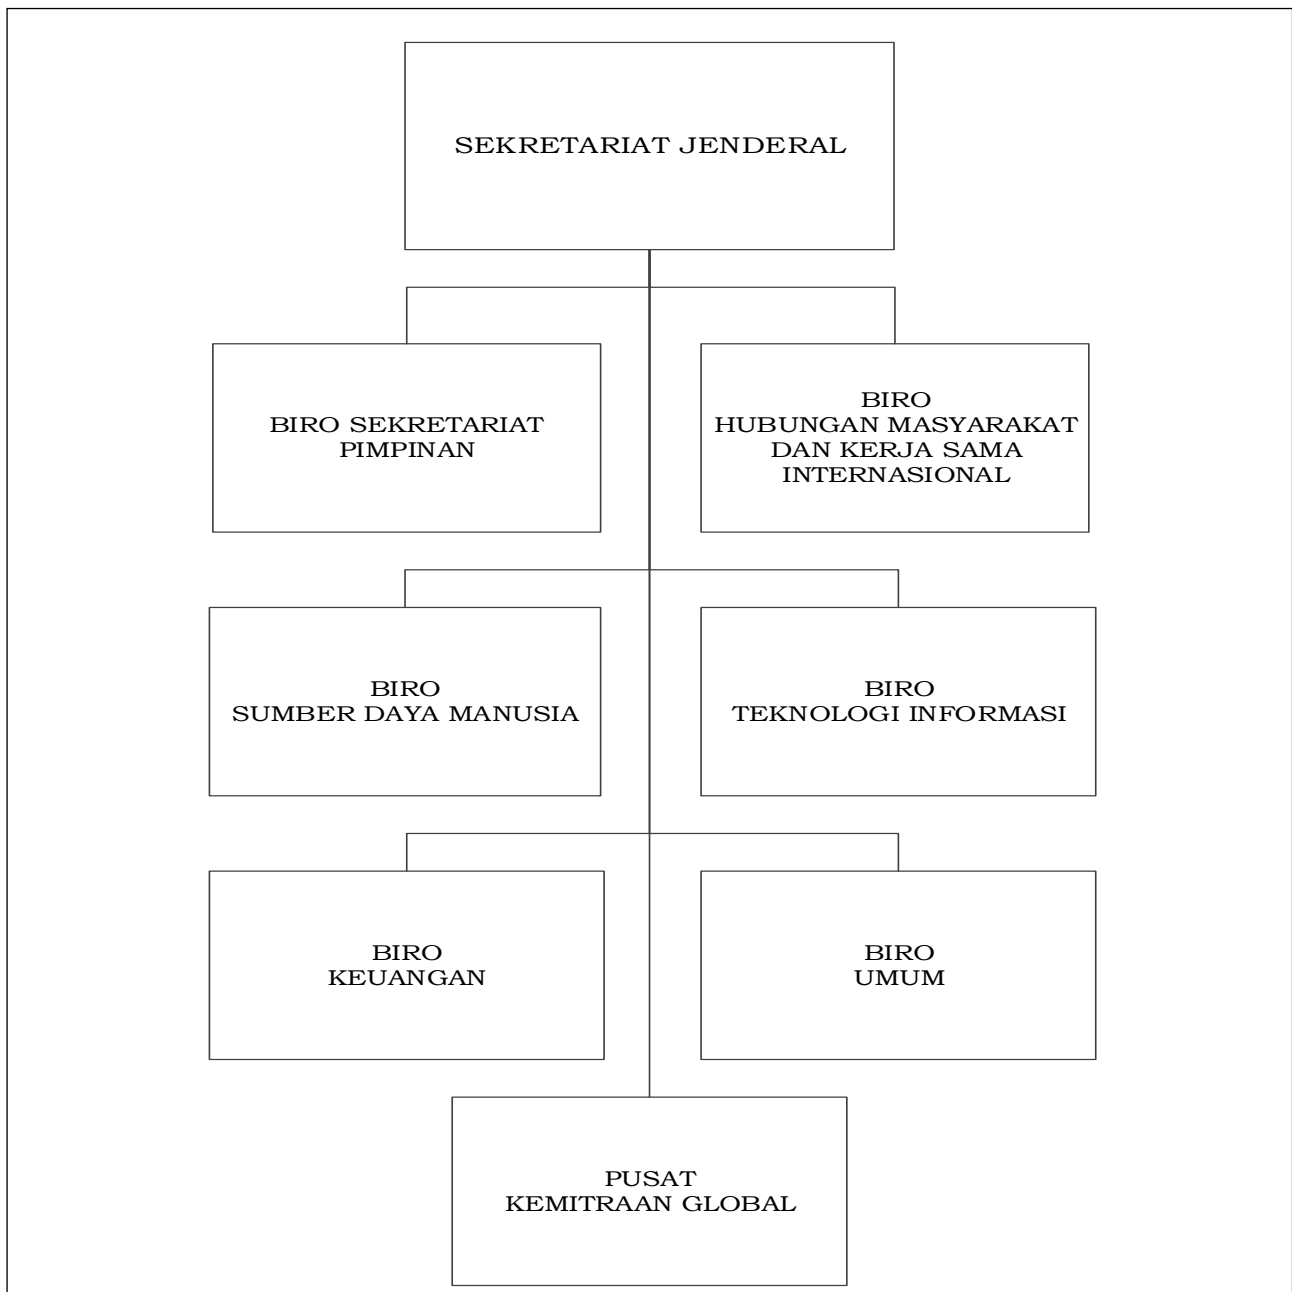 SEKRETARIAT JENDERAL
BIRO SEKRETARIAT
PIMPINAN
BIRO
HUBUNGAN MASYARAKAT
DAN KERJA SAMA
INTERNASIONAL
BIRO
SUMBER DAYA MANUSIA
BIRO
TEKNOLOGI INFORMASI
BIRO
KEUANGAN
BIRO
UMUM
PUSAT
KEMITRAAN GLOBAL